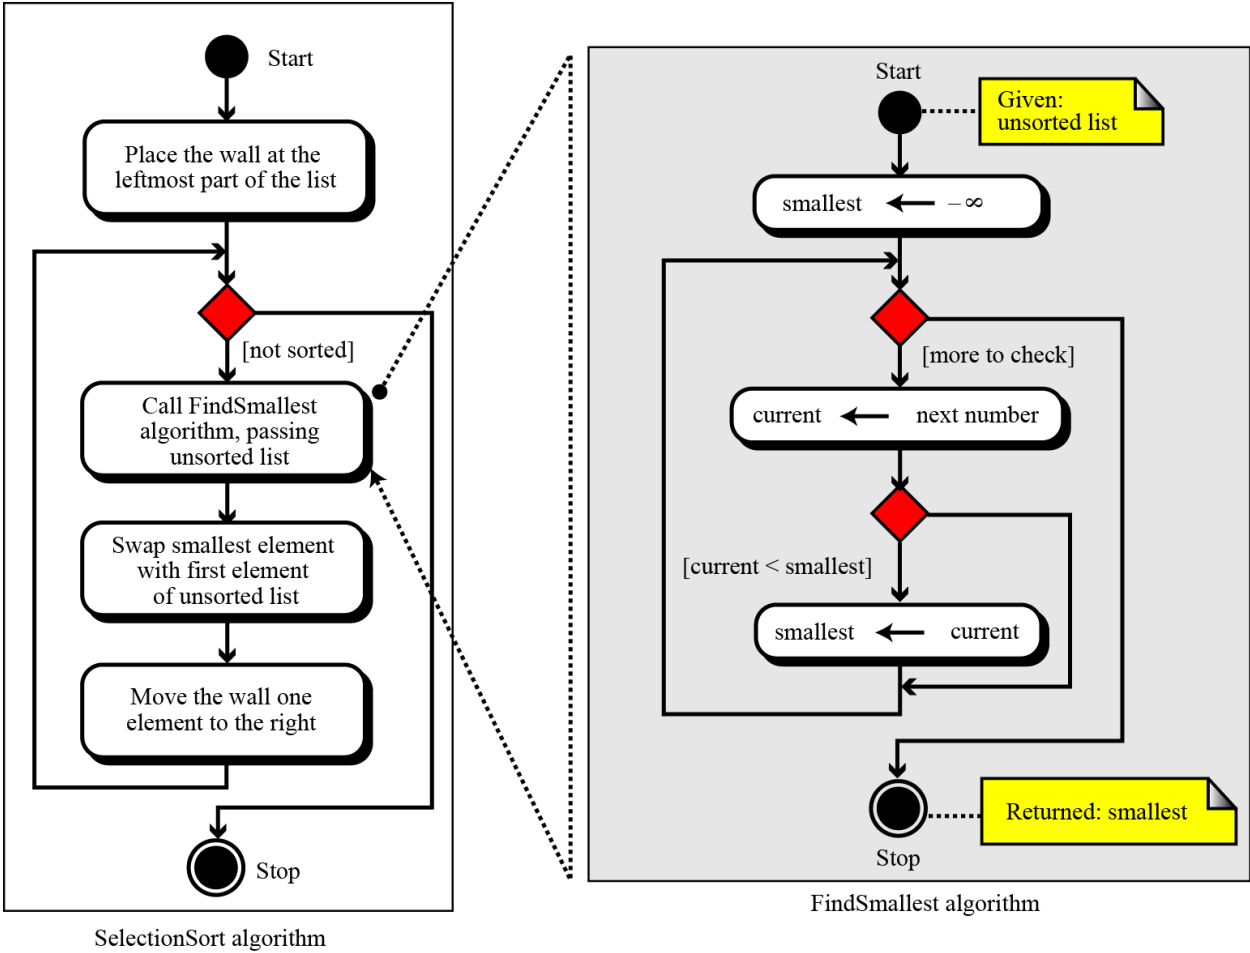 Start
Place the wall at the
leftmost part of the list
[not sorted]
Call FindSmallest
algorithm, passing
unsorted list
Swap smallest element
with first element
of unsorted list
Move the wall one
element to the right
Stop
SelectionSort algorithm
Start
Given:
unsorted list
smallest ← −∞
[more to check]
current ← next number
[current < smallest]
smallest ← current
Returned: smallest
Stop
FindSmallest algorithm